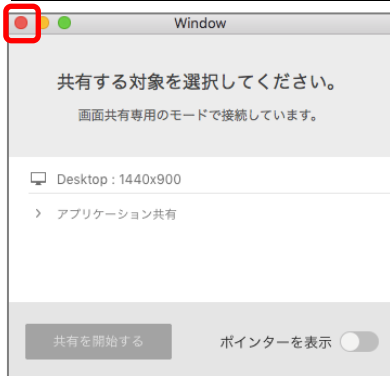 Window
共有する対象を選択してください。
画面共有専用のモードで接続しています。
Desktop : 1440x900
アプリケーション共有
共有を開始する
ポインターを表示